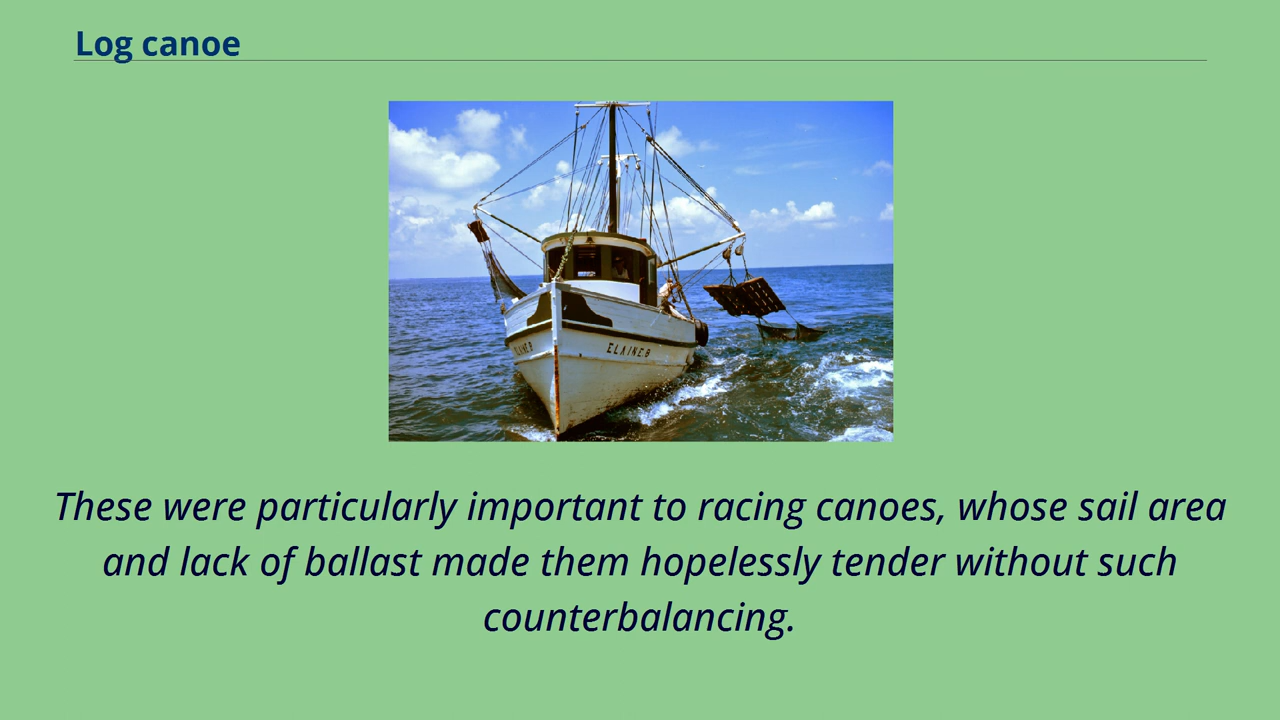 Log canoe
ELAINE B
ELAINE B
These were particularly important to racing canoes, whose sail area
and lack of ballast made them hopelessly tender without such
counterbalancing.